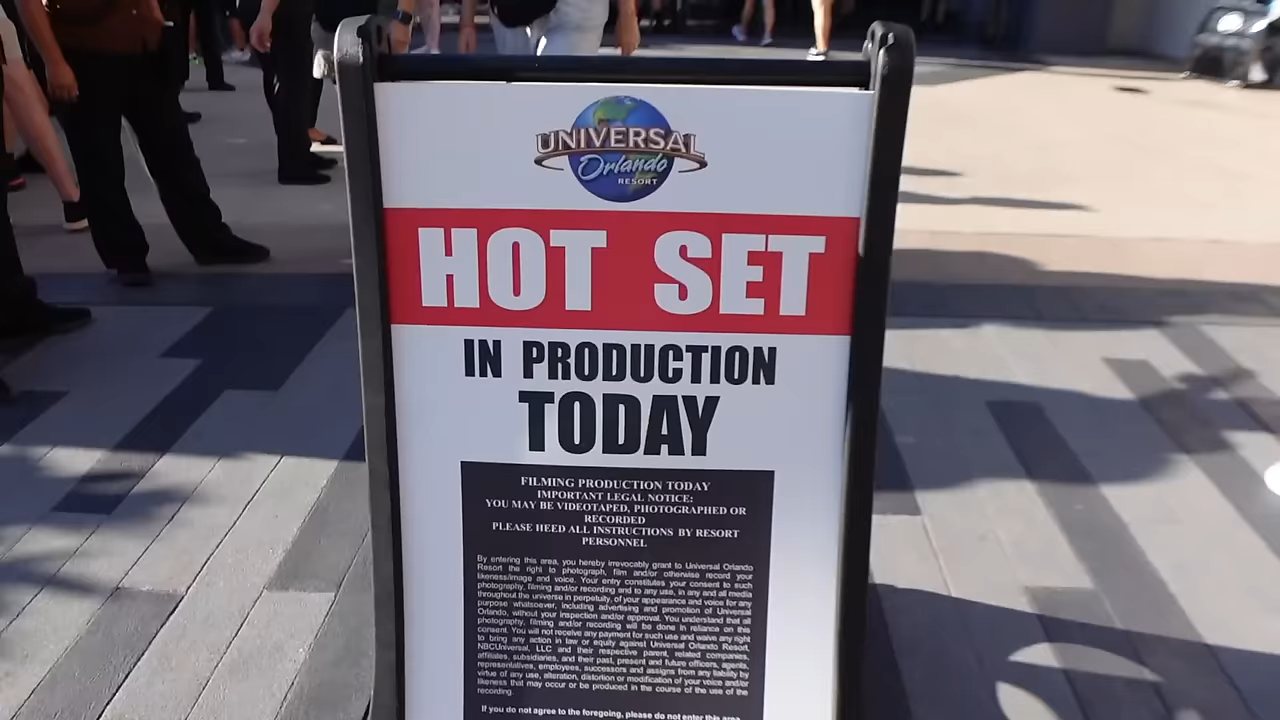 UNIVERSAL
Orlando
RESORT
HOT SET
IN PRODUCTION
TODAY
FILMING PRODUCTION TODAY
IMPORTANT LEGAL NOTICE:
YOU MAY BE VIDEOTAPED, PHOTOGRAPHED OR
RECORDED
PLEASE HEED ALL INSTRUCTIONS BY RESORT
PERSONNEL
By entering this area, you hereby irrevocably grant to Universal Orlando
Resort the right to photograph, film and/or otherwise record your
likeness/image and voice. Your entry constitutes your consent to such
photography, filming and/or recording and to any use, in any and all media
throughout the universe in perpetuity, of your appearance and voice for any
purpose whatsoever, including advertising and promotion of Universal
Orlando, without your inspection and/or approval. You understand that all
photography, filming and/or recording will be done in reliance on this
consent. You will not receive any payment for such use and waive any right
to bring any action in law or equity against Universal Orlando Resort,
NBCUniversal, LLC and their respective parent, related companies,
affiliates, subsidiaries, and their past, present and future officers, agents,
representatives, employees, successors and assigns from any liability by
virtue of any use, alteration, distortion or modification of your voice and/or
likeness that may occur or be produced in the course of the use of the
recording.
If you do not agree to the foregoing, please do not enter this area